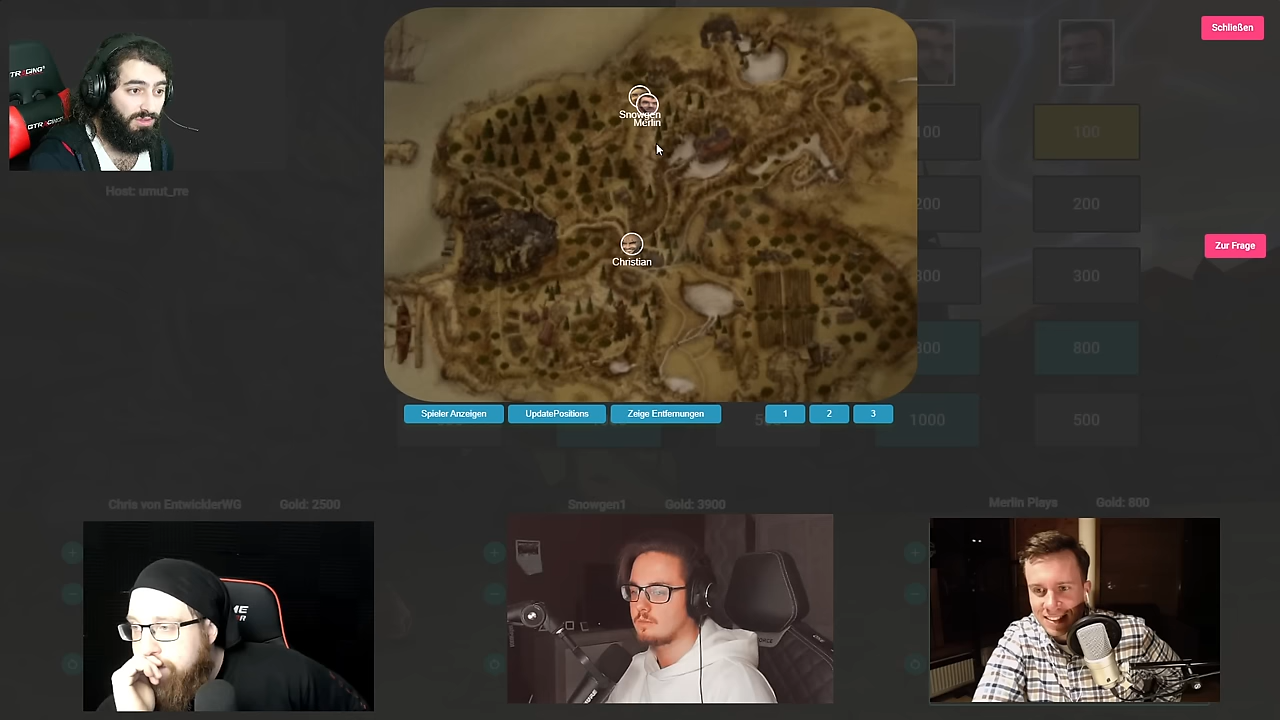 Schließen
GTRACING
GTRACING
Host: umut_rre
Snowgen
Merlin
Christian
100
100
200
200
300
300
Zur Frage
800
800
Spieler Anzeigen
UpdatePositions
Zeige Entfernungen
1
2
3
1000
500
Chris von EntwicklerWG
Gold: 2500
Snowgen1
Gold: 3900
Merlin Plays
Gold: 800